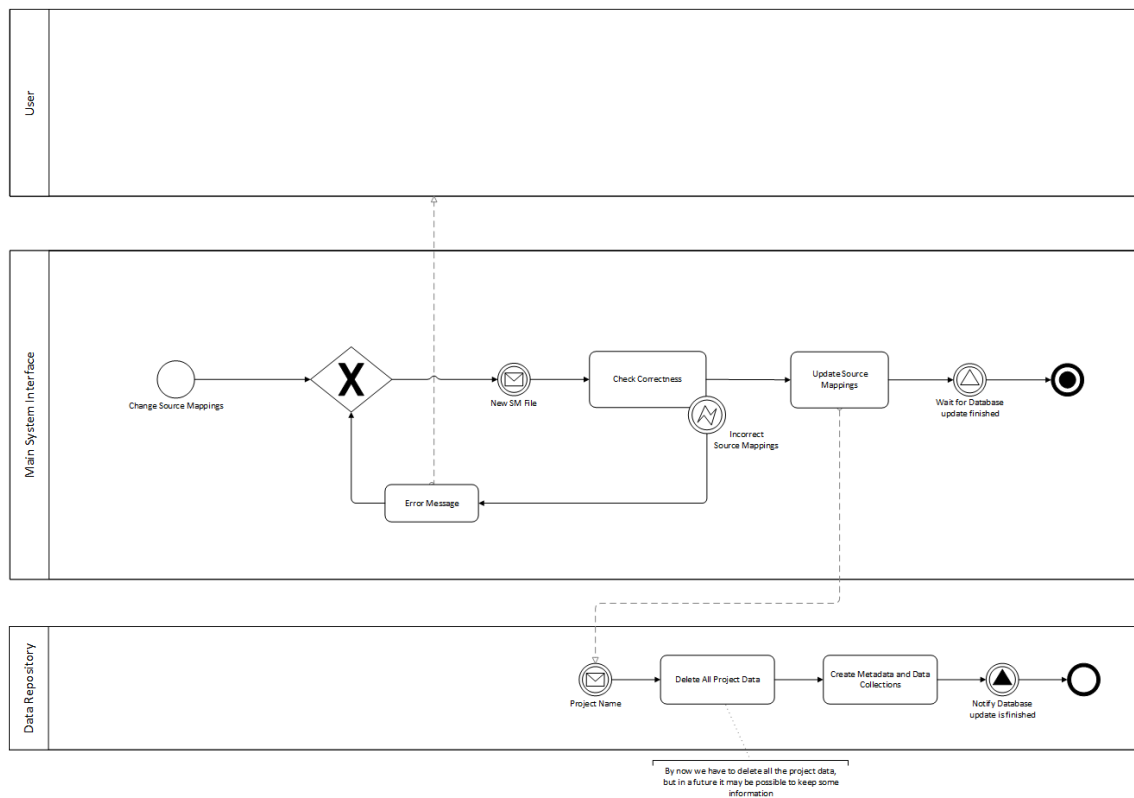 User
Main System Interface
Change Source Mappings
X
New SM File
Check Correctness
Incorrect
Source Mappings
Update Source
Mappings
Wait for Database
update finished
Error Message
Data Repository
Project Name
Delete All Project Data
Create Metadata and Data
Collections
Notify Database
update is finished
By now we have to delete all the project data,
but in a future it may be possible to keep some
information